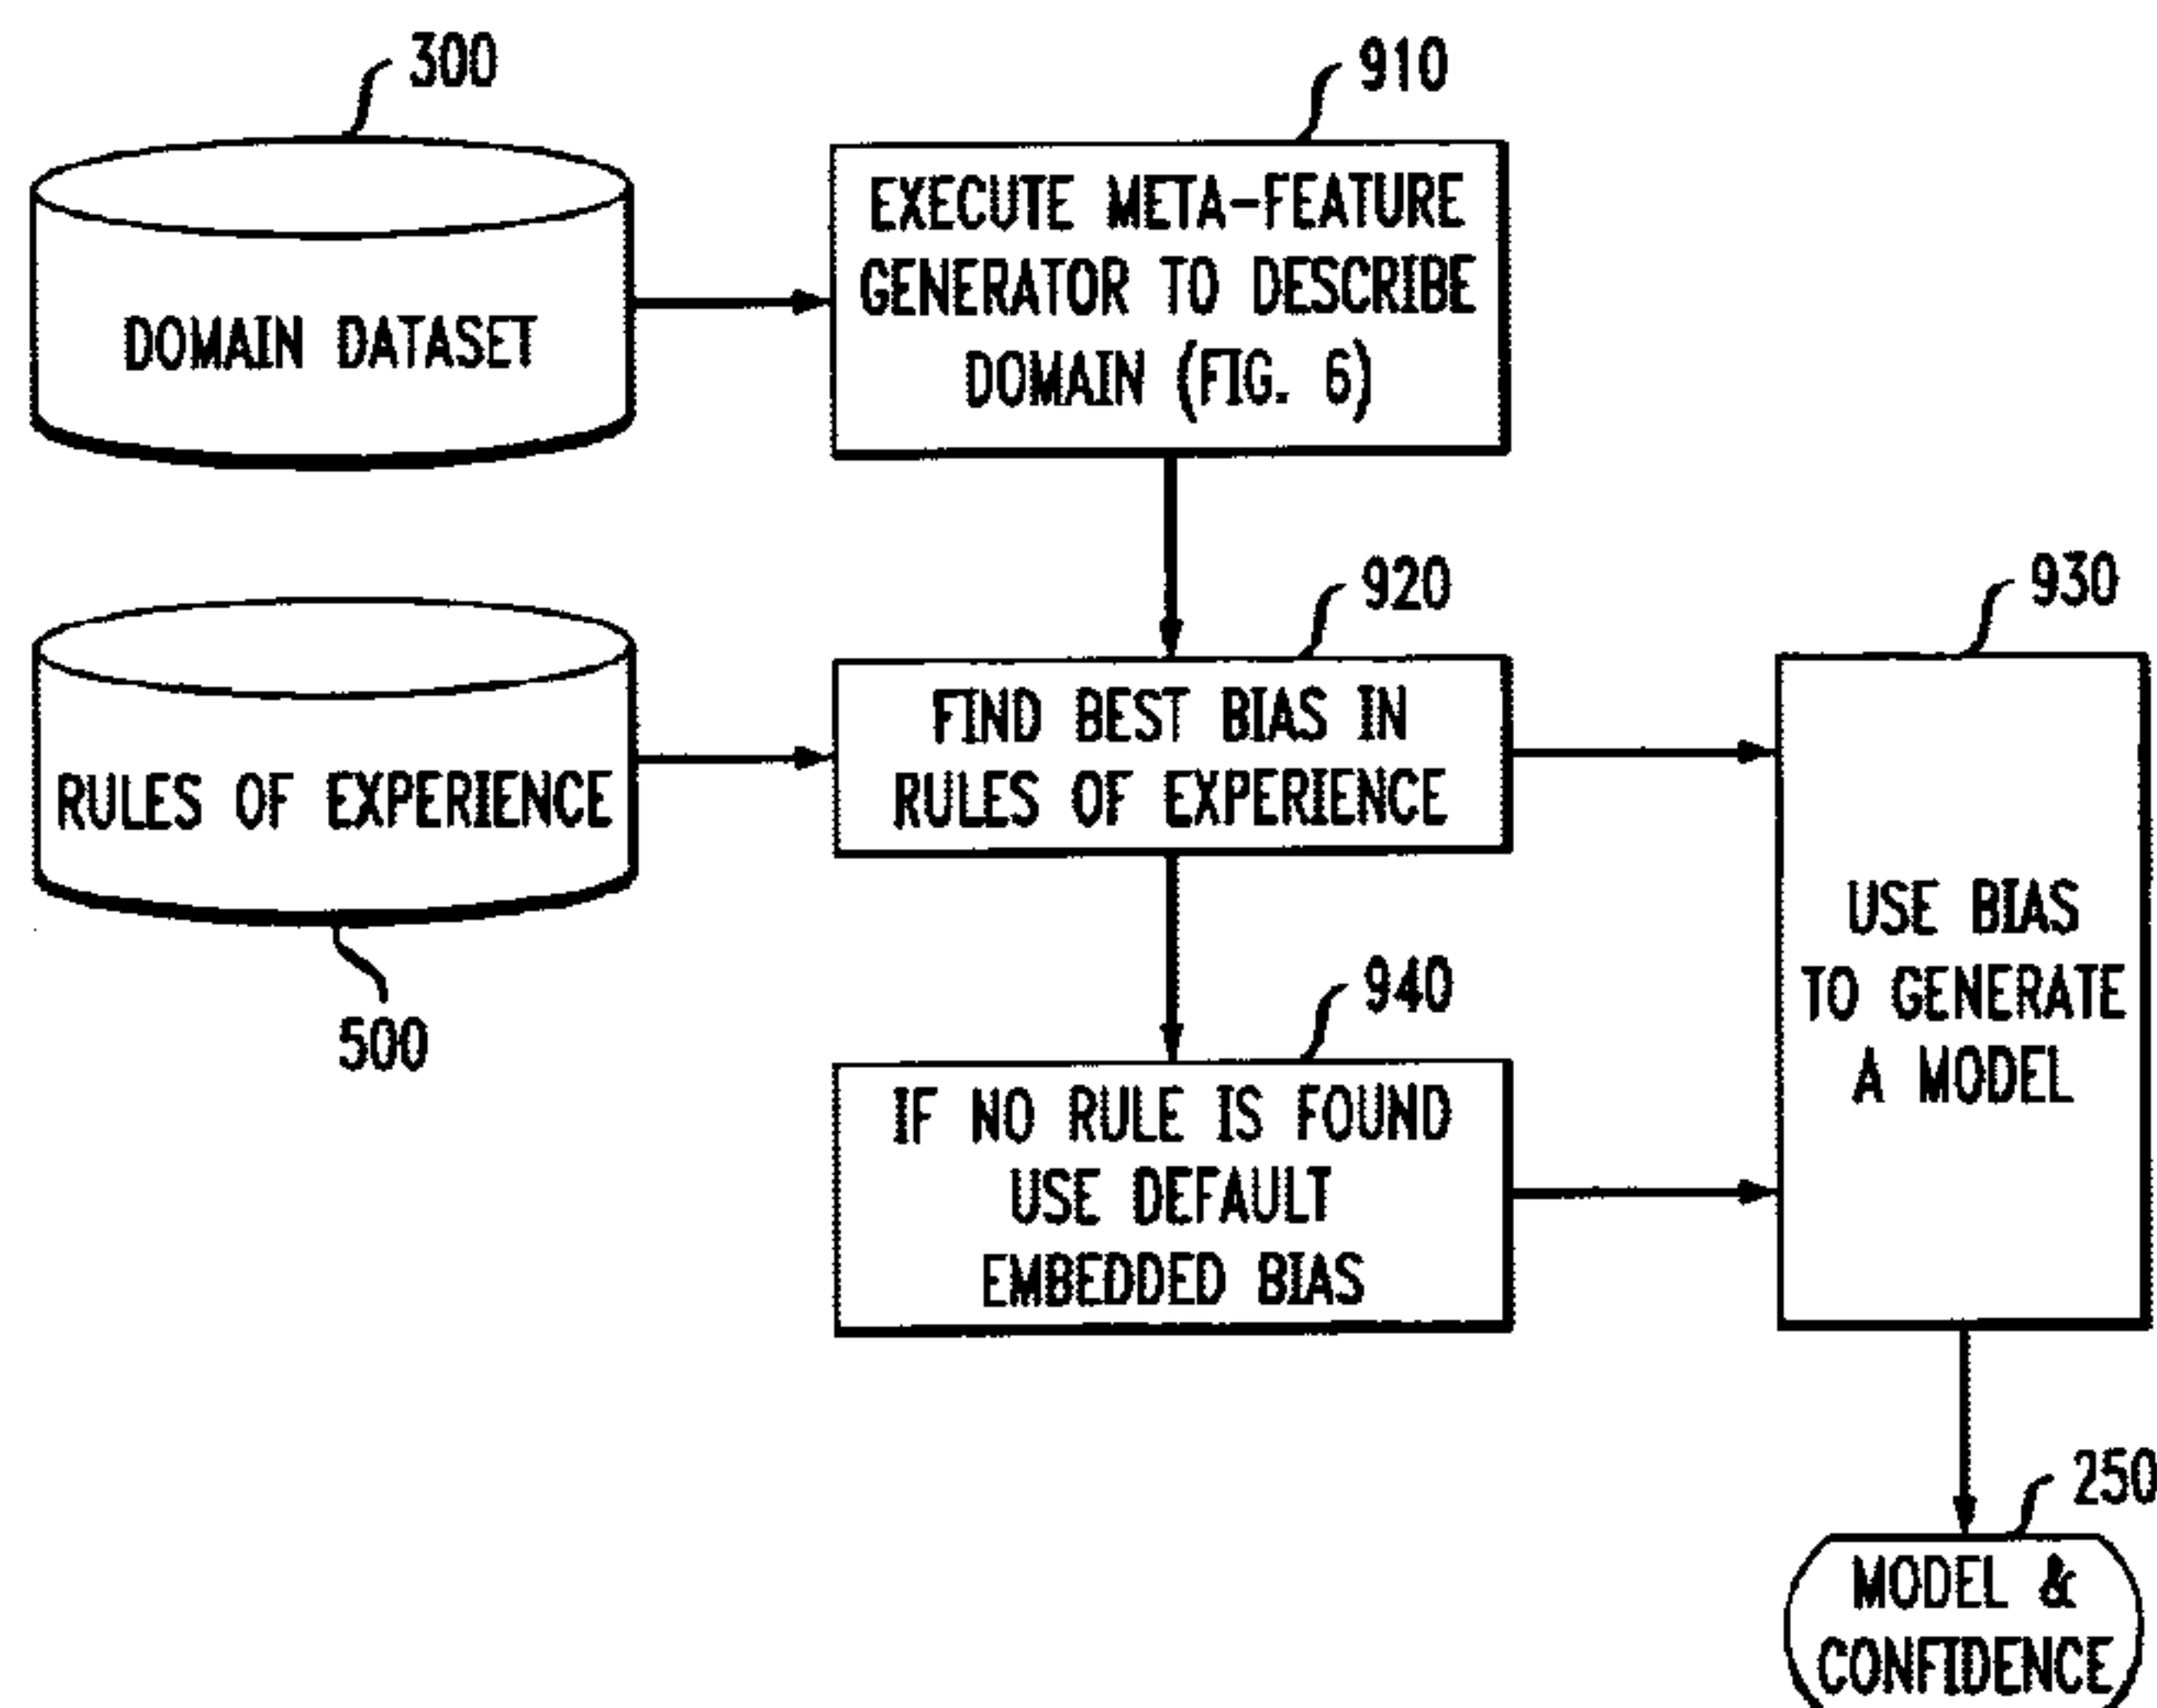 300
DOMAIN DATASET
910
EXECUTE META-FEATURE
GENERATOR TO DESCRIBE
DOMAIN (FIG. 6)
RULES OF EXPERIENCE
500
920
FIND BEST BIAS IN
RULES OF EXPERIENCE
940
IF NO RULE IS FOUND
USE DEFAULT
EMBEDDED BIAS
930
USE BIAS
TO GENERATE
A MODEL
250
MODEL &
CONFIDENCE